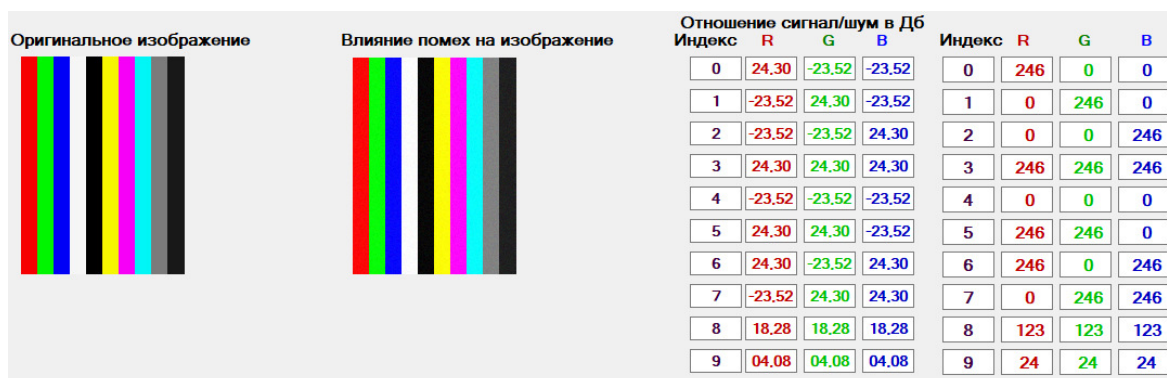 Отношение сигнал/шум в Дб
Оригинальное изображение Влияние помех на изображение Индекс R G B Индекс R G B
0 24,30 -23,52 -23,52 0 246 0 0
1 -23,52 24,30 -23,52 1 0 246 0
2 -23,52 -23,52 24,30 2 0 0 246
3 24,30 24,30 24,30 3 246 246 246
4 -23,52 -23,52 -23,52 4 0 0 0
5 24,30 24,30 -23,52 5 246 246 0
6 24,30 -23,52 24,30 6 246 0 246
7 -23,52 24,30 24,30 7 0 246 246
8 18,28 18,28 18,28 8 123 123 123
9 04,08 04,08 04,08 9 24 24 24